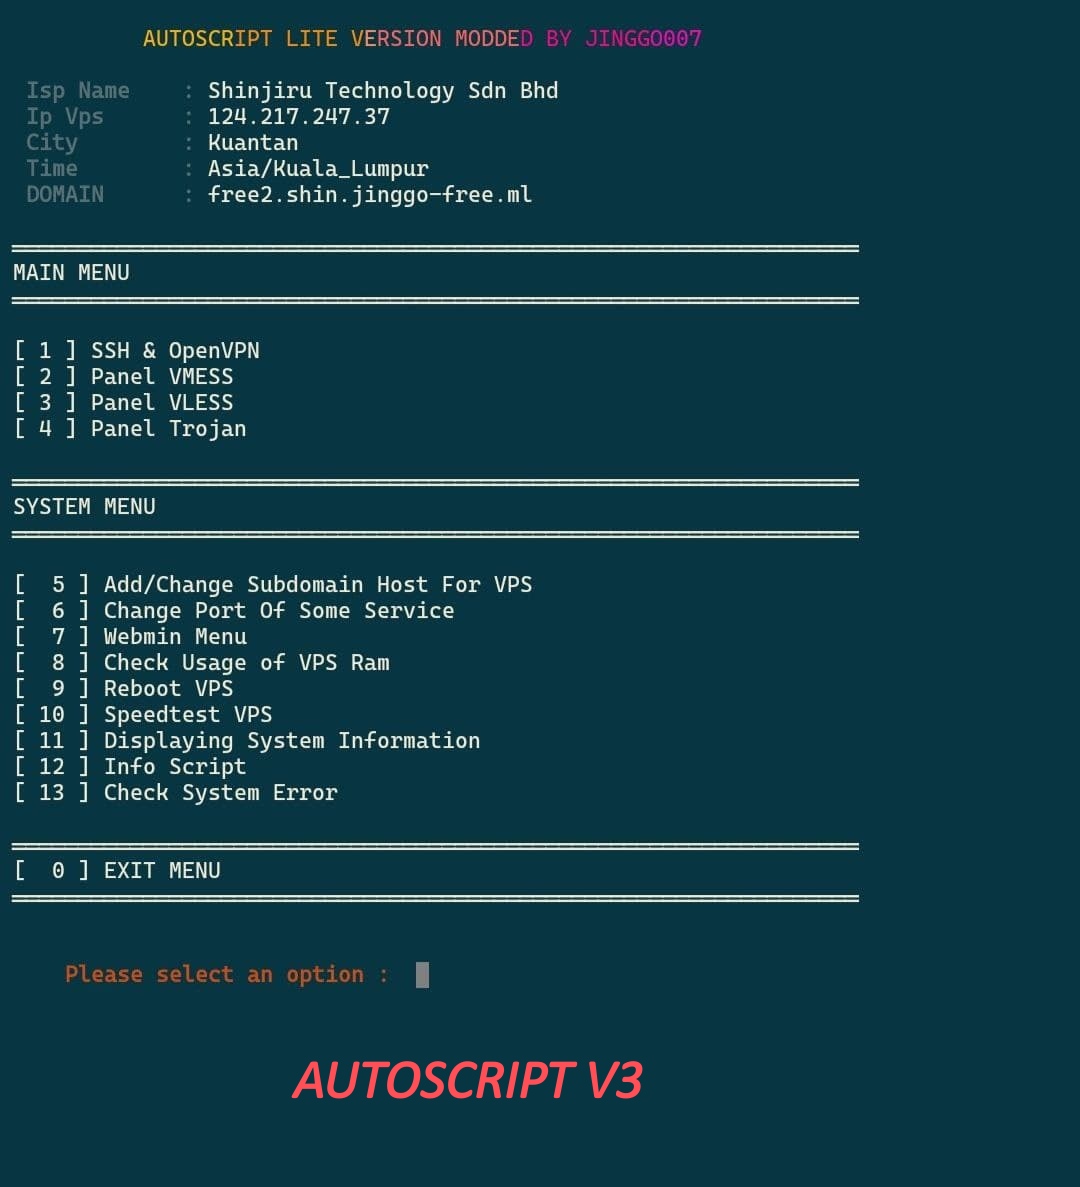 AUTOSCRIPT LITE VERSION MODDED BY JINGGO007
Isp Name : Shinjiru Technology Sdn Bhd
Ip Vps : 124.217.247.37
City : Kuantan
Time : Asia/Kuala_Lumpur
DOMAIN : free2.shin.jinggo-free.ml
MAIN MENU
[ 1 ] SSH & OpenVPN
[ 2 ] Panel VMESS
[ 3 ] Panel VLESS
[ 4 ] Panel Trojan
SYSTEM MENU
[ 5 ] Add/Change Subdomain Host For VPS
[ 6 ] Change Port Of Some Service
[ 7 ] Webmin Menu
[ 8 ] Check Usage of VPS Ram
[ 9 ] Reboot VPS
[ 10 ] Speedtest VPS
[ 11 ] Displaying System Information
[ 12 ] Info Script
[ 13 ] Check System Error
[ 0 ] EXIT MENU
Please select an option :
AUTOSCRIPT V3